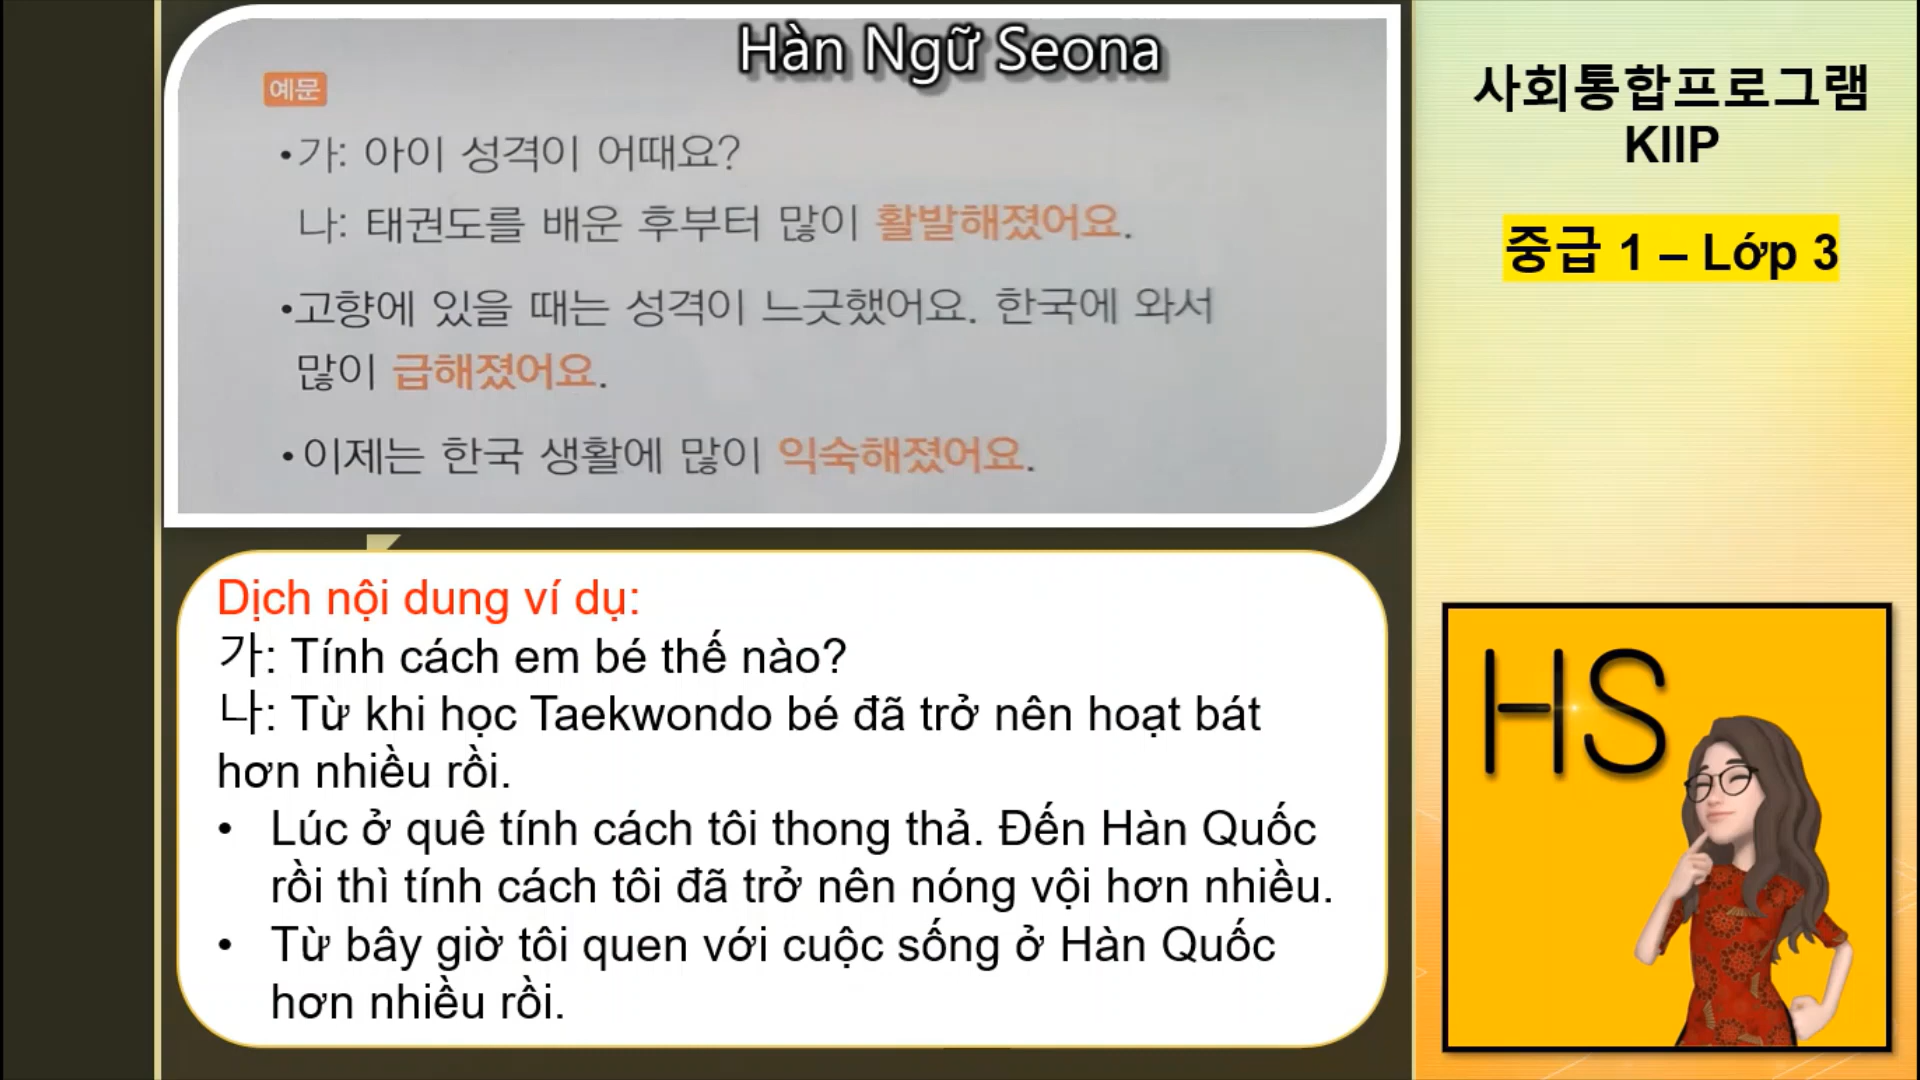 Hàn Ngữ Seona
예문
•가: 아이 성격이 어때요?
나: 태권도를 배운 후부터 많이 활발해졌어요.
•고향에 있을 때는 성격이 느긋했어요. 한국에 와서
많이 급해졌어요.
•이제는 한국 생활에 많이 익숙해졌어요.
Dịch nội dung ví dụ:
가: Tính cách em bé thế nào?
나: Từ khi học Taekwondo bé đã trở nên hoạt bát
hơn nhiều rồi.
• Lúc ở quê tính cách tôi thong thả. Đến Hàn Quốc
rồi thì tính cách tôi đã trở nên nóng vội hơn nhiều.
• Từ bây giờ tôi quen với cuộc sống ở Hàn Quốc
hơn nhiều rồi.
사회통합프로그램
KIIP
중급 1 – Lớp 3
HS